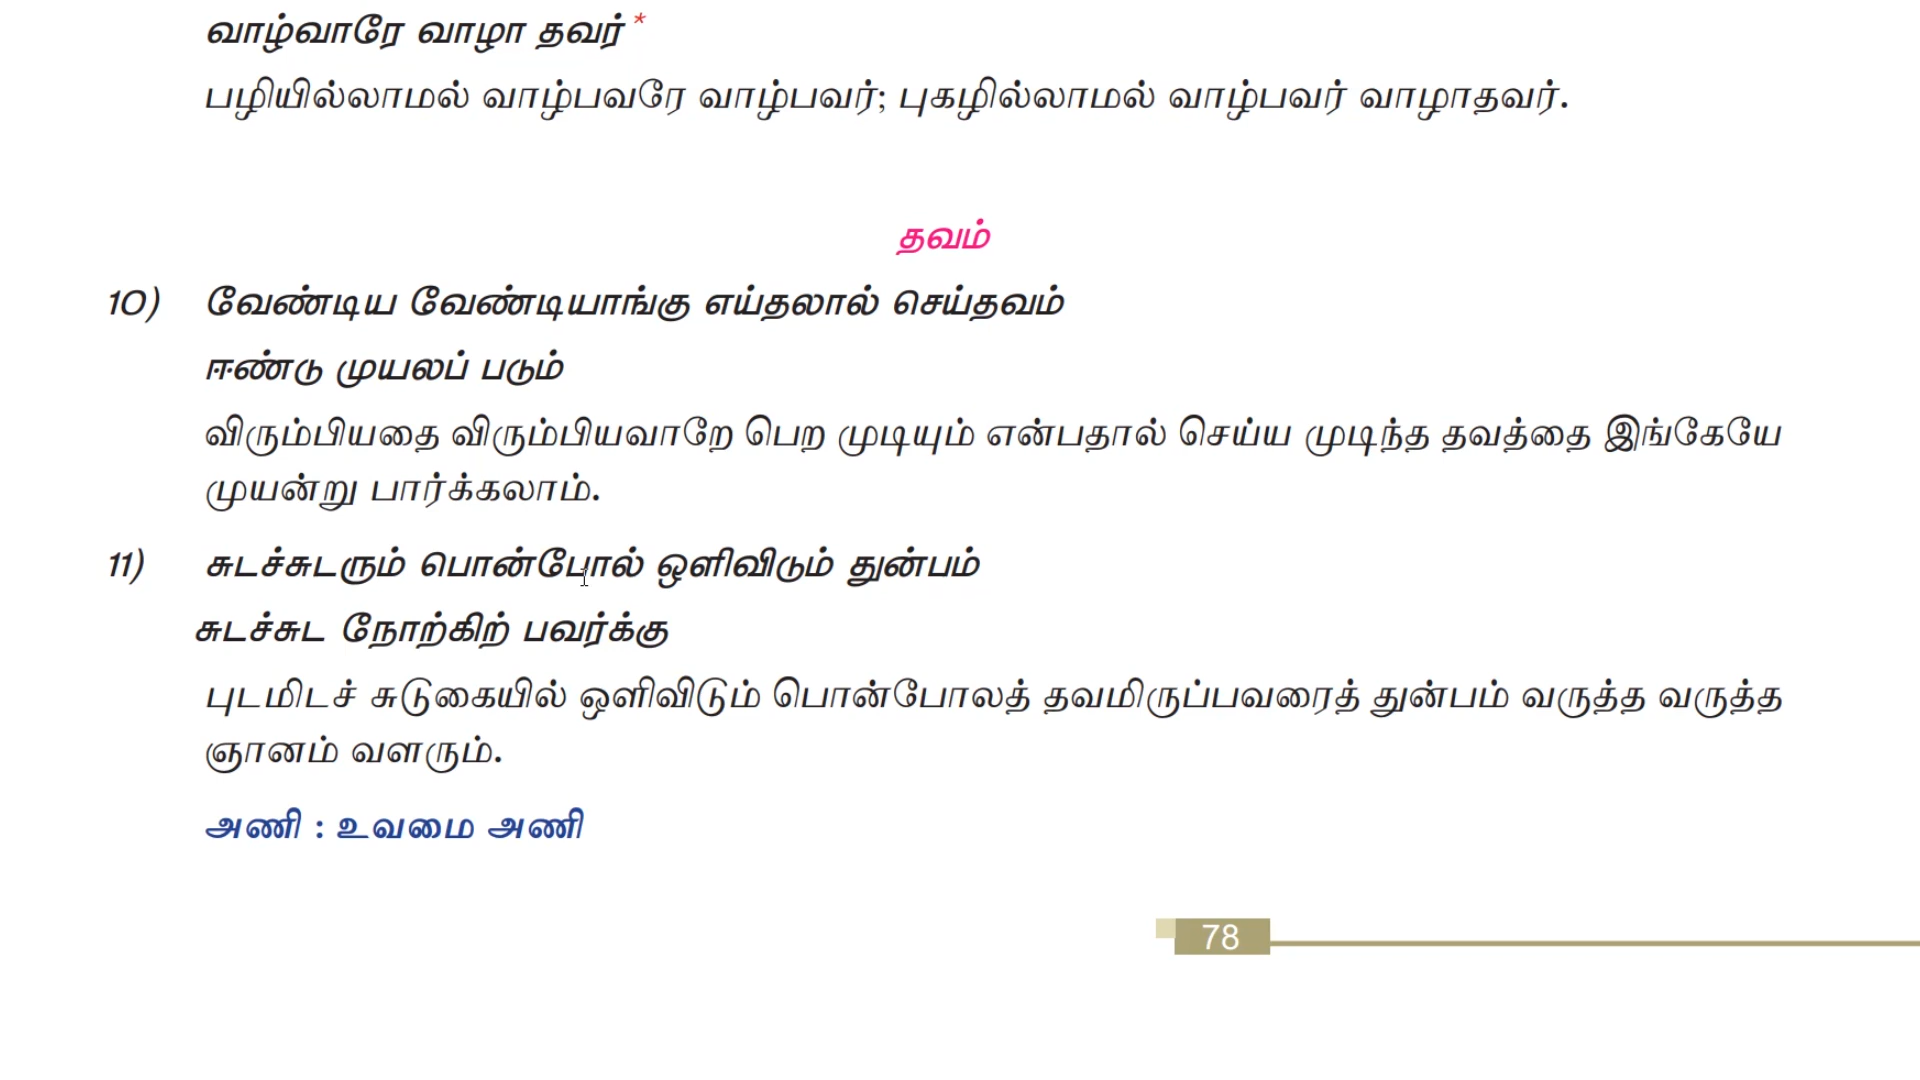 வாழ்வாரே வாழா தவர் *
பழியில்லாமல் வாழ்பவரே வாழ்பவர்; புகழில்லாமல் வாழ்பவர் வாழாதவர்.
தவம்
10) வேண்டிய வேண்டியாங்கு எய்தலால் செய்தவம்
ஈண்டு முயலப் படும்
விரும்பியதை விரும்பியவாறே பெற முடியும் என்பதால் செய்ய முடிந்த தவத்தை இங்கேயே
முயன்று பார்க்கலாம்.
11) சுடச்சுடரும் பொன்போல் ஒளிவிடும் துன்பம்
சுடச்சுட நோற்கிற் பவர்க்கு
புடமிடச் சுடுகையில் ஒளிவிடும் பொன்போலத் தவமிருப்பவரைத் துன்பம் வருத்த வருத்த
ஞானம் வளரும்.
அணி : உவமை அணி
78